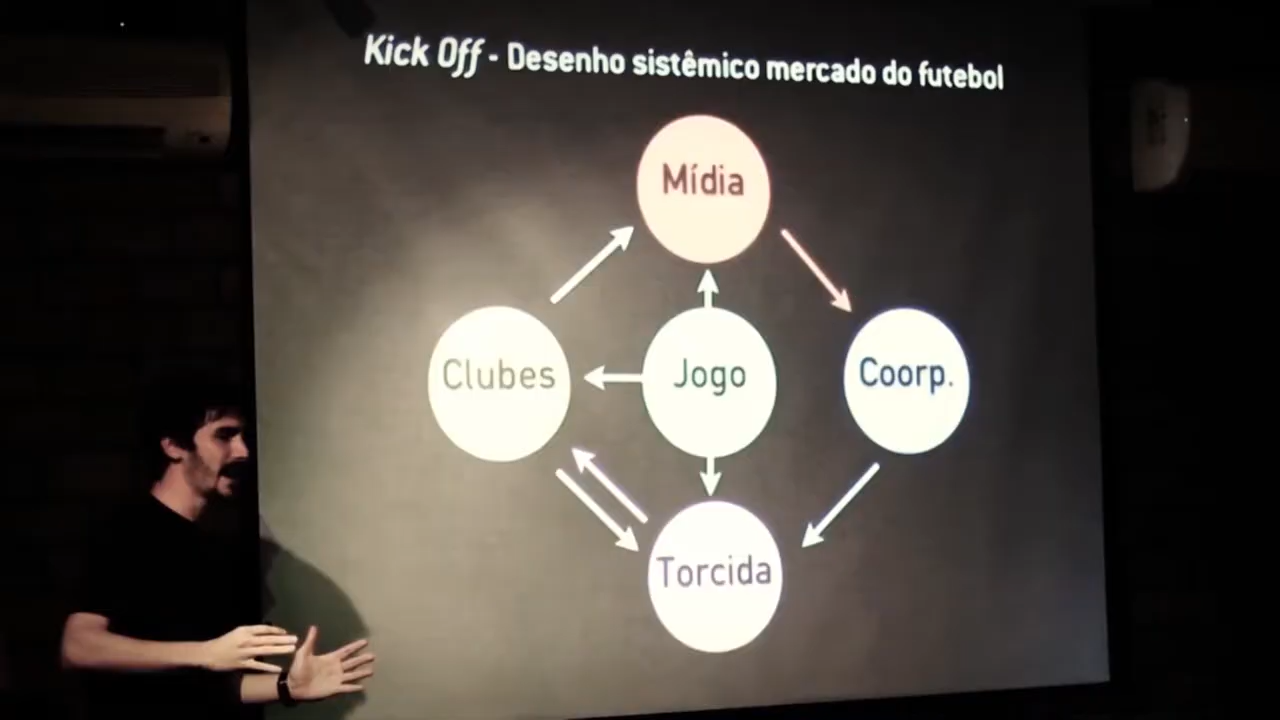 Kick Off - Desenho sistêmico mercado do futebol
Mídia
Clubes
Jogo
Coorp.
Torcida